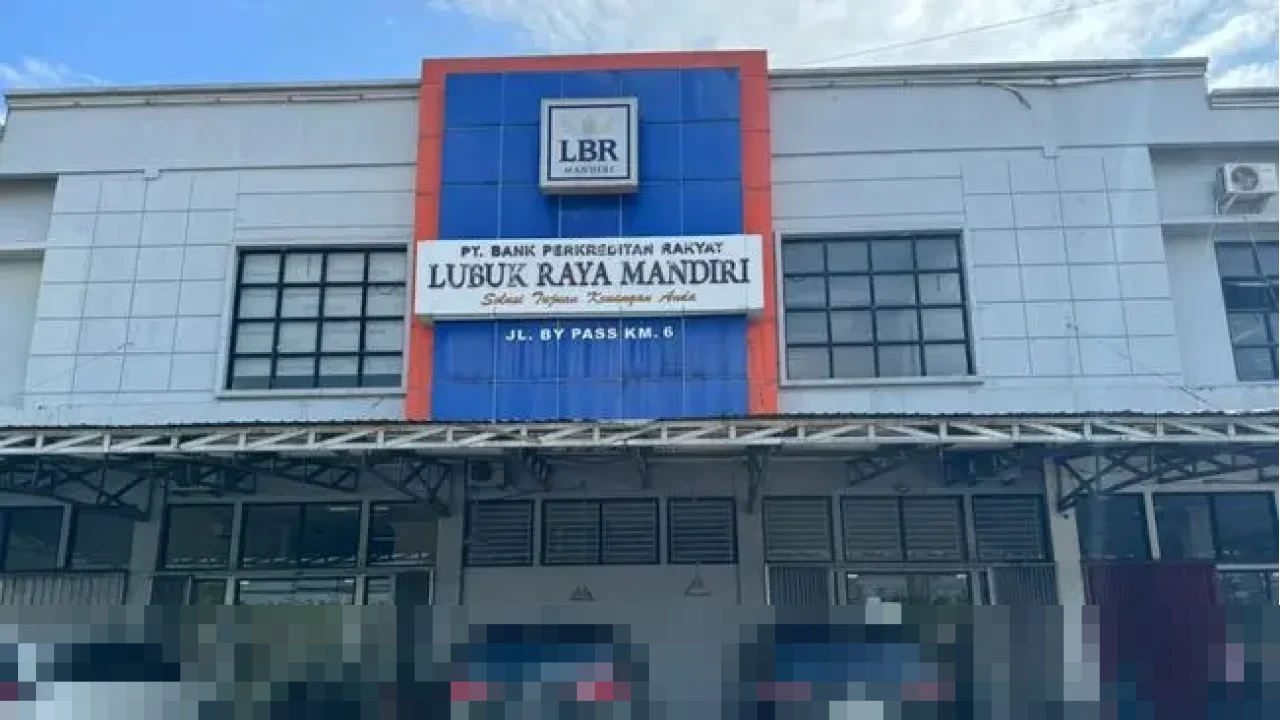 LBR
MANDIRI
PT. BANK PERKREDITAN RAKYAT
LUBUK RAYA MANDIRI
Solusi Tujuan Keuangan Anda
JL. BY PASS KM. 6